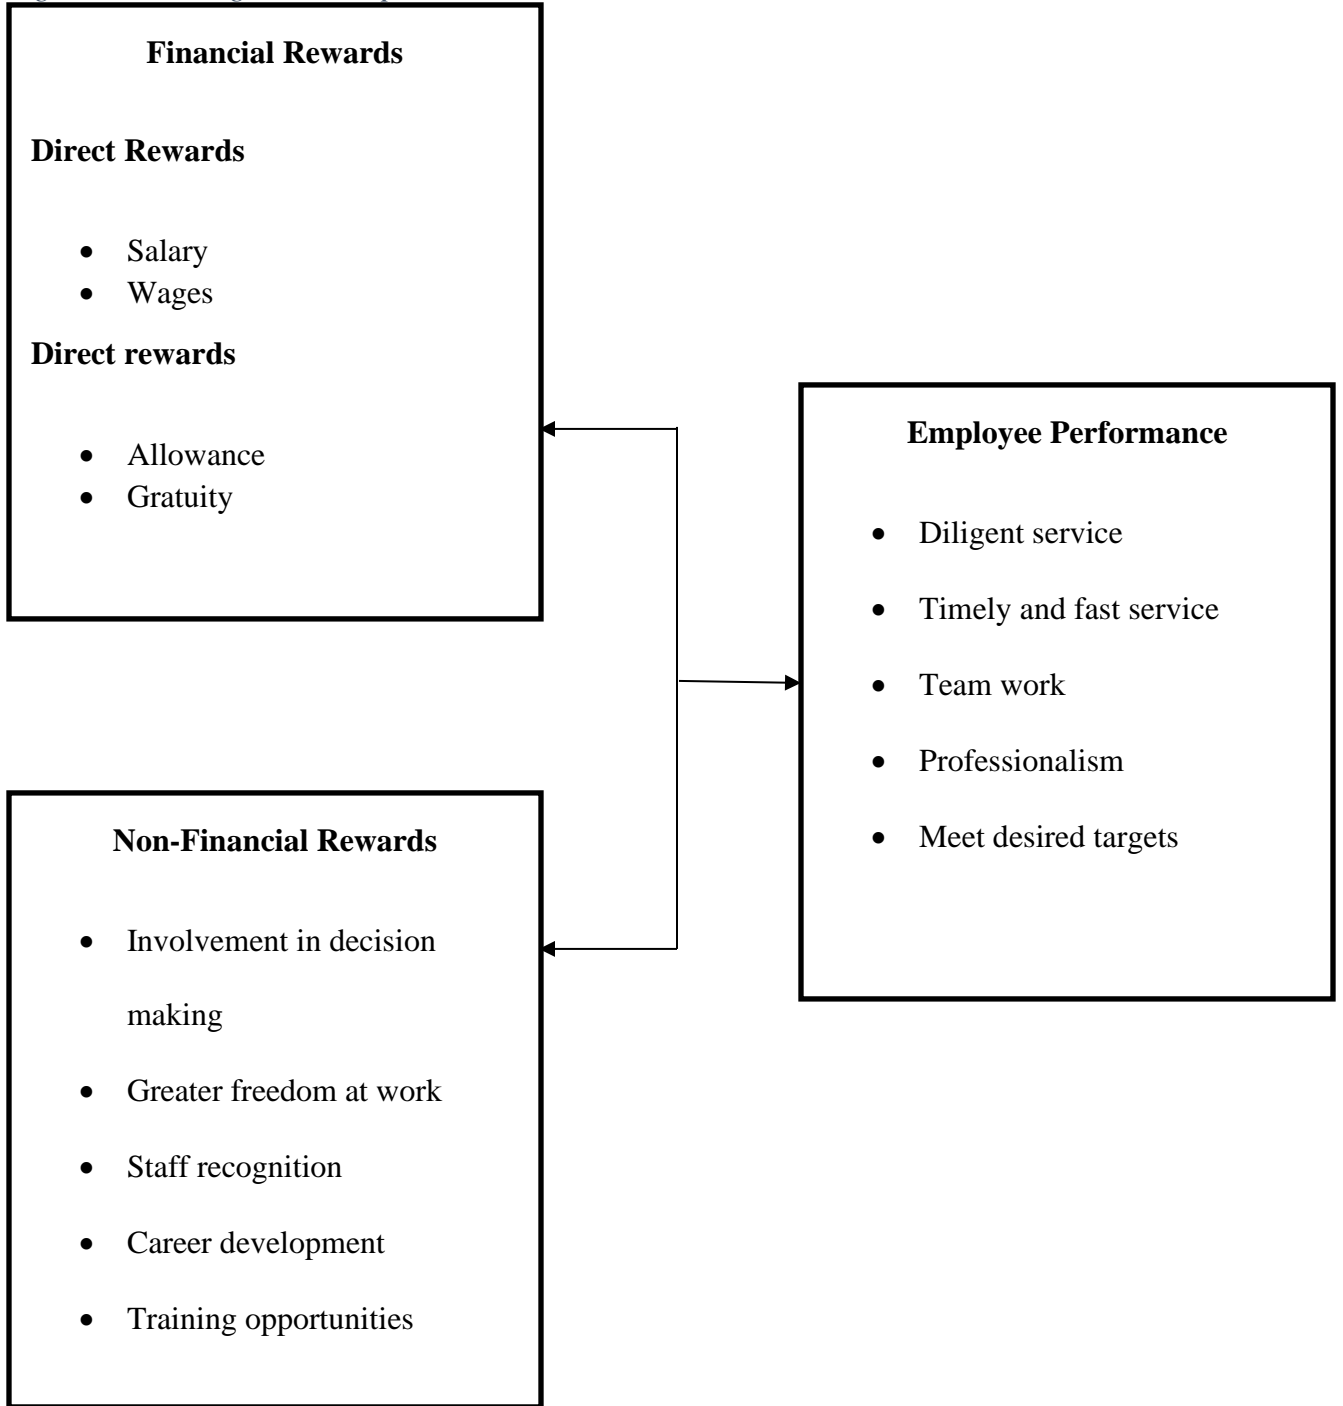 Financial Rewards
Direct Rewards
• Salary
• Wages
Direct rewards
• Allowance
• Gratuity
Employee Performance
• Diligent service
• Timely and fast service
• Team work
• Professionalism
• Meet desired targets
Non-Financial Rewards
• Involvement in decision
making
• Greater freedom at work
• Staff recognition
• Career development
• Training opportunities